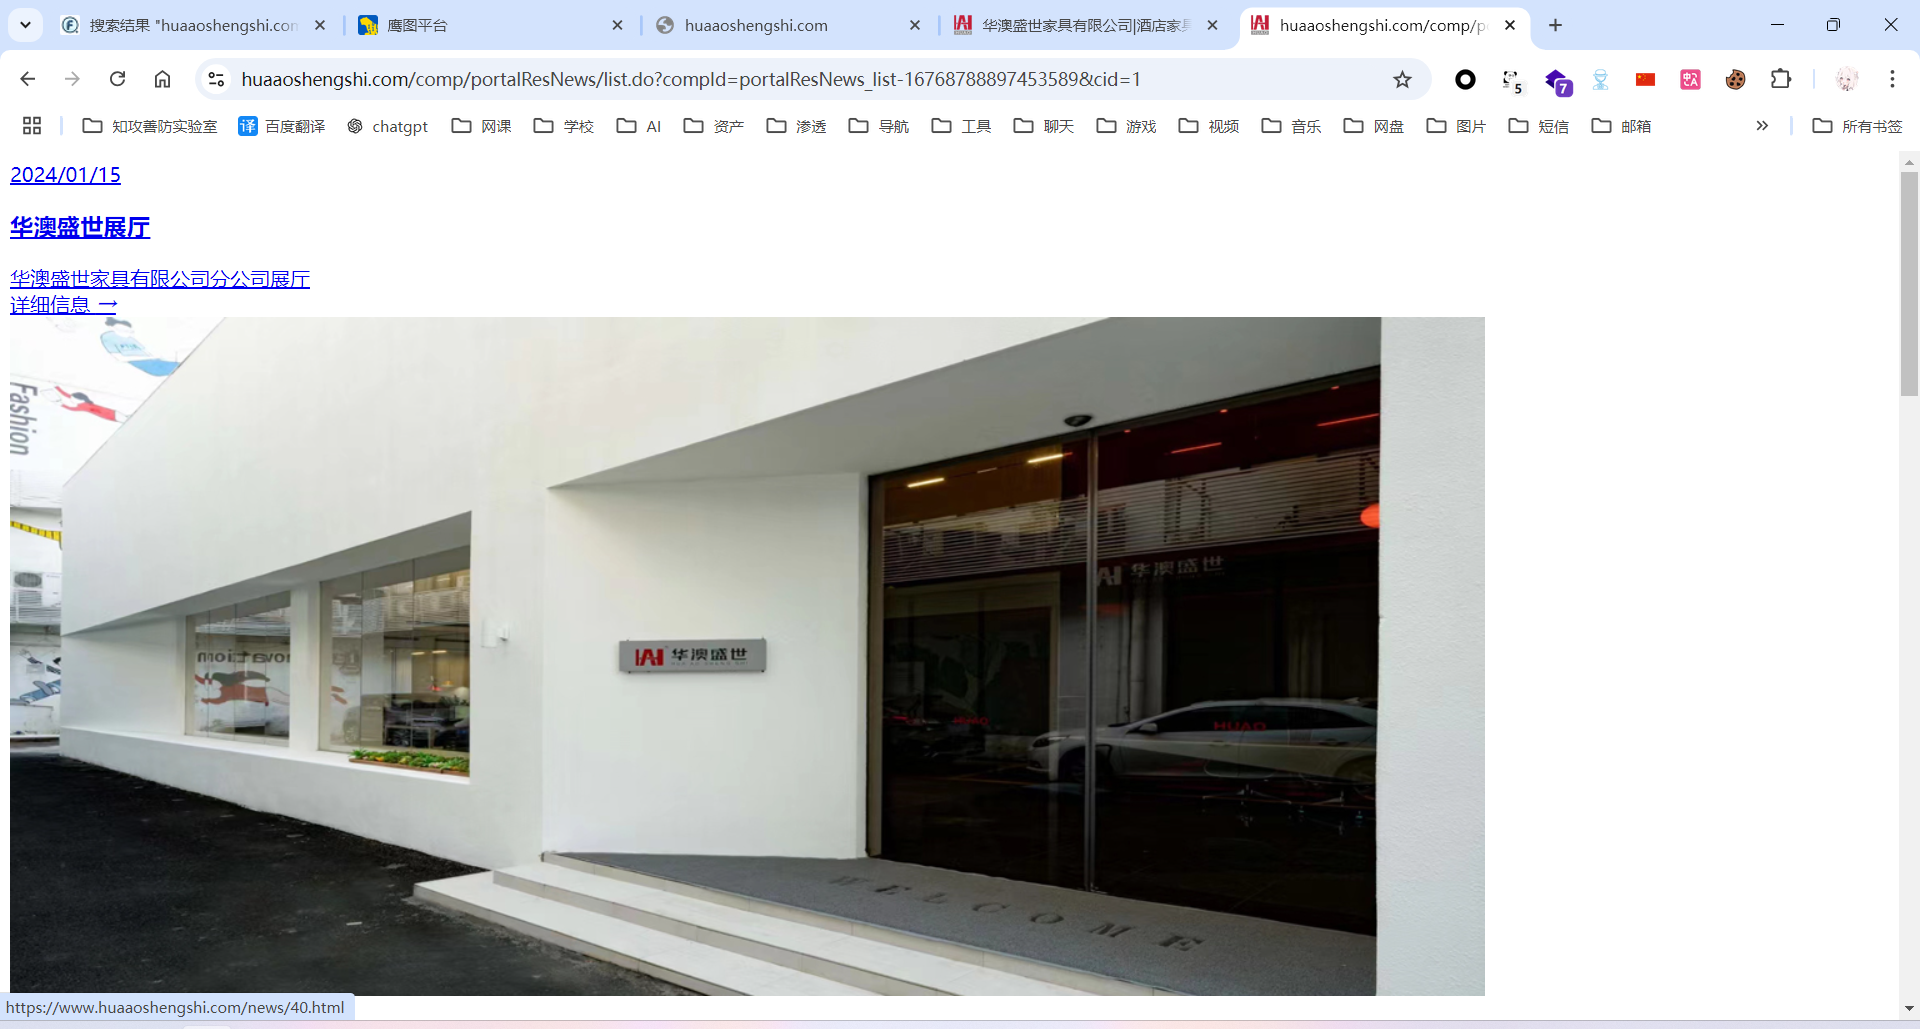 搜索结果 "huaaoshengshi.com
鹰图平台
huaaoshengshi.com
华澳盛世家具有限公司|酒店家具
huaaoshengshi.com/comp/po
huaaoshengshi.com/comp/portalResNews/list.do?compId=portalResNews_list-16768788897453589&cid=1
5
7
知攻善防实验室
译 百度翻译
chatgpt
网课
学校
AI
资产
渗透
导航
工具
聊天
游戏
视频
音乐
网盘
图片
短信
邮箱
所有书签
2024/01/15
华澳盛世展厅
华澳盛世家具有限公司分公司展厅
详细信息 →
Fashion
华澳盛世
华澳盛世
HUAO
WELCOME
https://www.huaaoshengshi.com/news/40.html